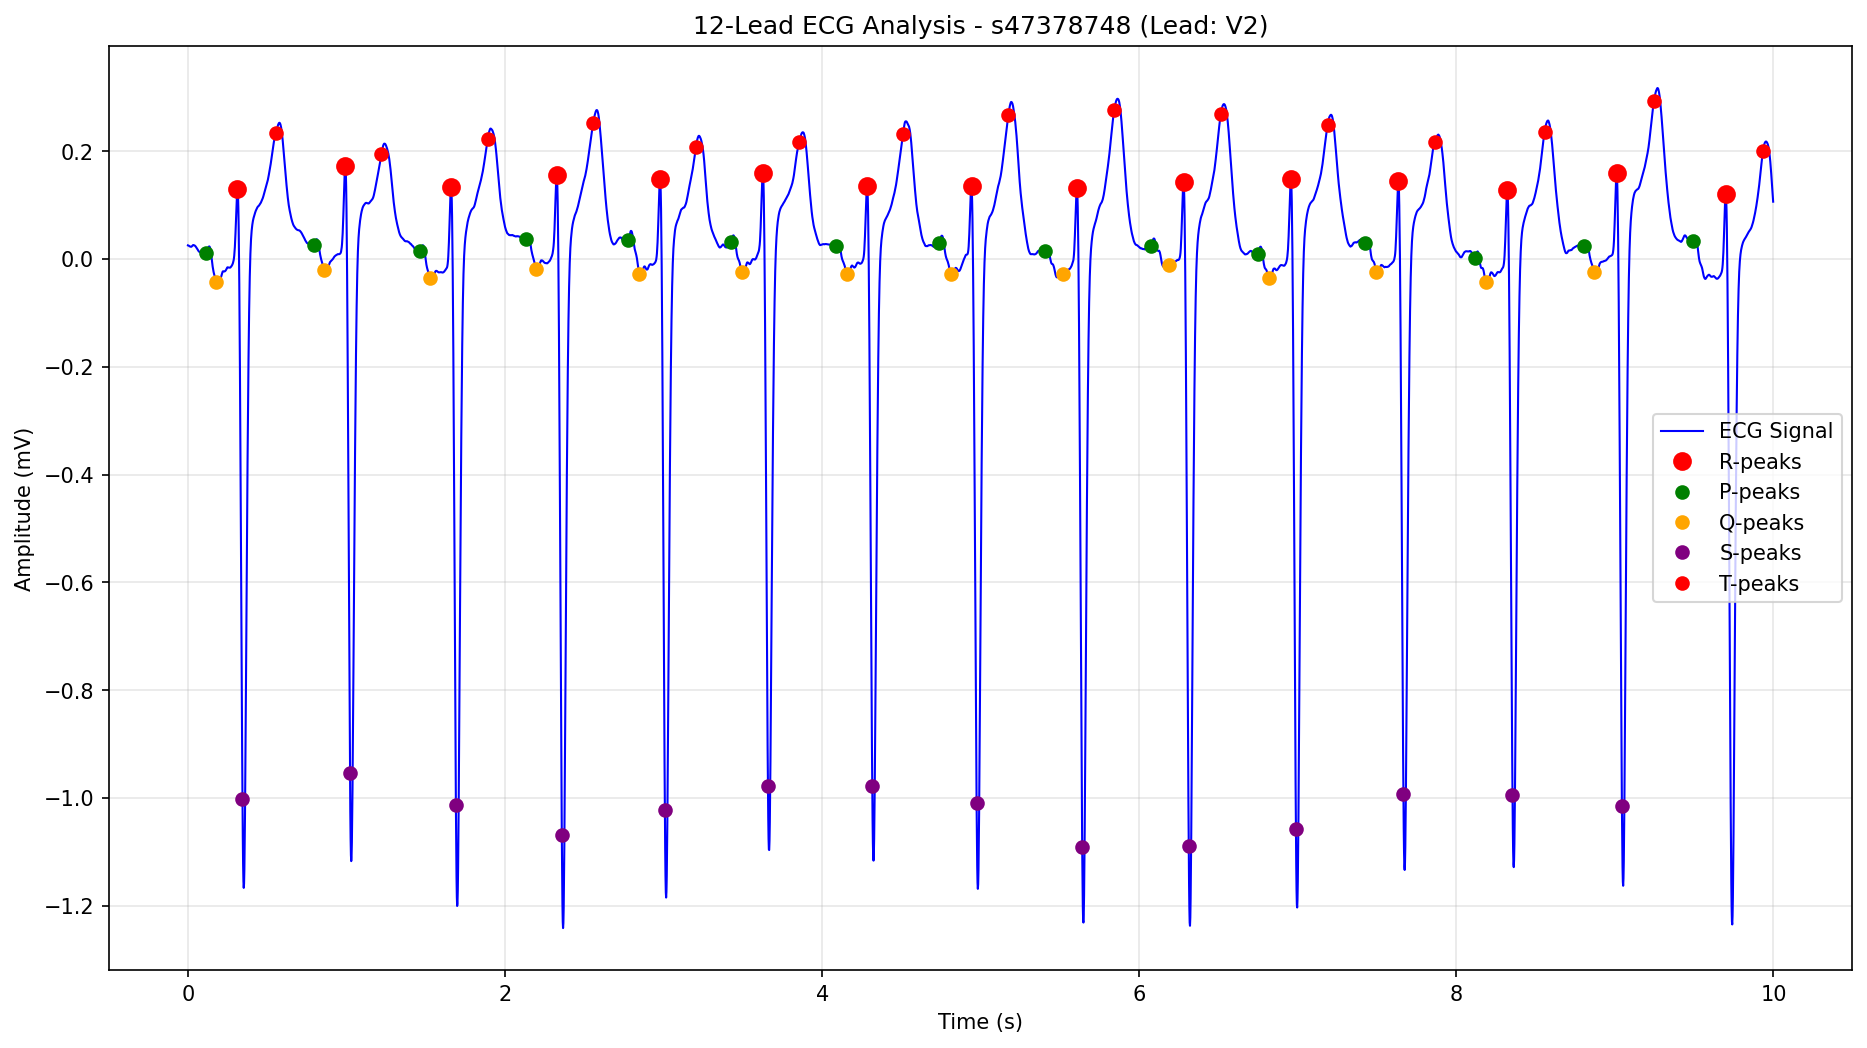 12-Lead ECG Analysis - s47378748 (Lead: V2)
Amplitude (mV)
0.2
0.0
−0.2
−0.4
−0.6
−0.8
−1.0
−1.2
ECG Signal
R-peaks
P-peaks
Q-peaks
S-peaks
T-peaks
0 2 4 6 8 10
Time (s)